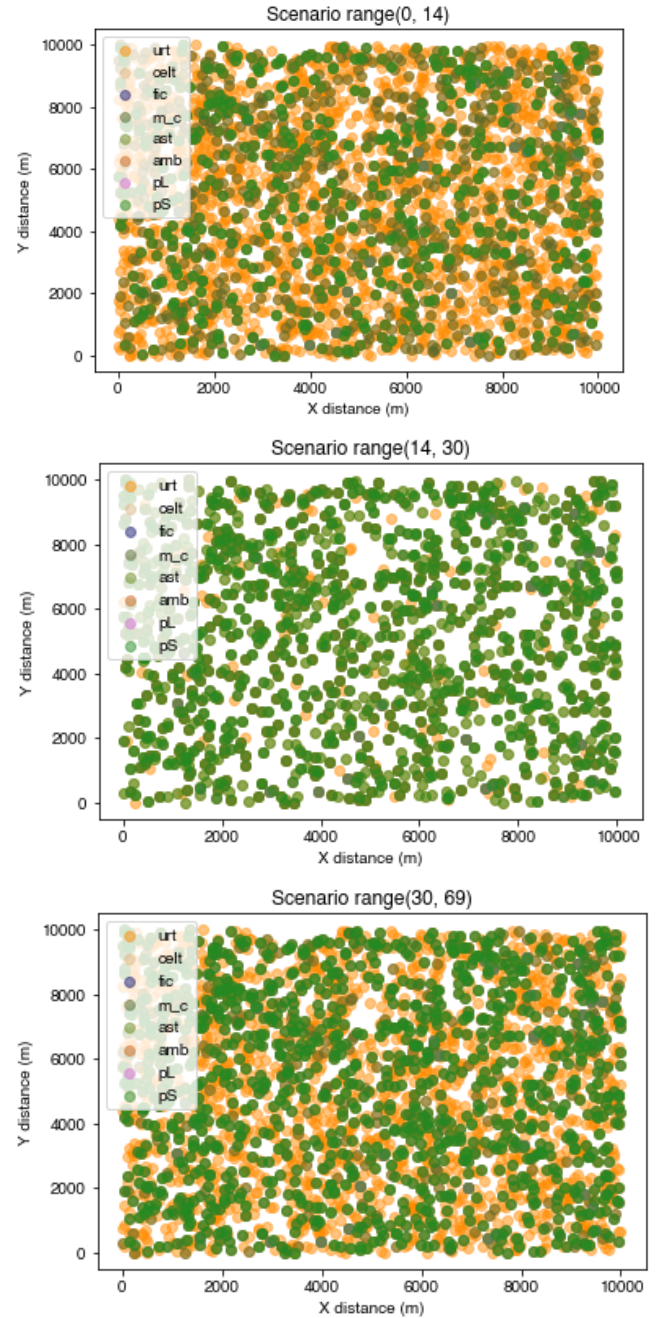 Scenario range(0, 14)
10000
8000
6000
4000
2000
0
Y distance (m)
urt
celt
fic
m_c
ast
amb
pL
pS
0
2000
4000
6000
8000
10000
X distance (m)
Scenario range(14, 30)
10000
8000
6000
4000
2000
0
Y distance (m)
urt
celt
fic
m_c
ast
amb
pL
pS
0
2000
4000
6000
8000
10000
X distance (m)
Scenario range(30, 69)
10000
8000
6000
4000
2000
0
Y distance (m)
urt
celt
fic
m_c
ast
amb
pL
pS
0
2000
4000
6000
8000
10000
X distance (m)